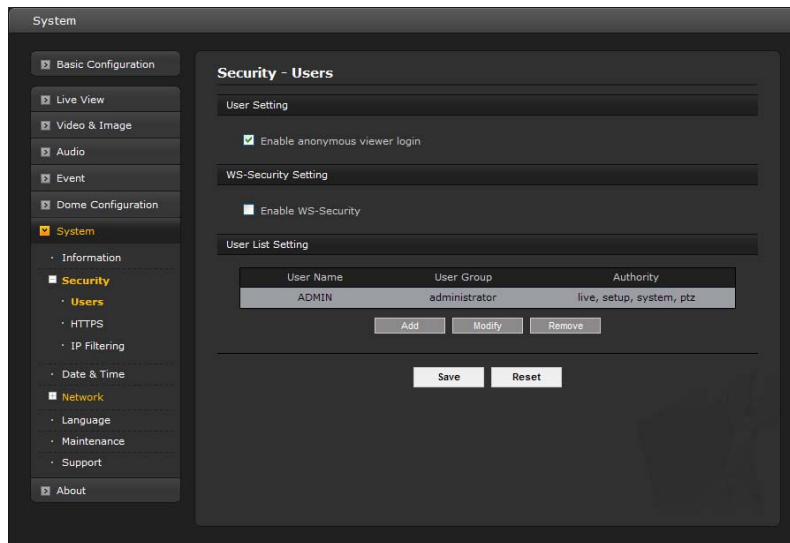 System
Basic Configuration
Live View
Video & Image
Audio
Event
Dome Configuration
System
Information
Security
Users
HTTPS
IP Filtering
Date & Time
Network
Language
Maintenance
Support
About
Security - Users
User Setting
Enable anonymous viewer login
WS-Security Setting
Enable WS-Security
User List Setting
User Name User Group Authority
ADMIN administrator live, setup, system, ptz
Add Modify Remove
Save Reset